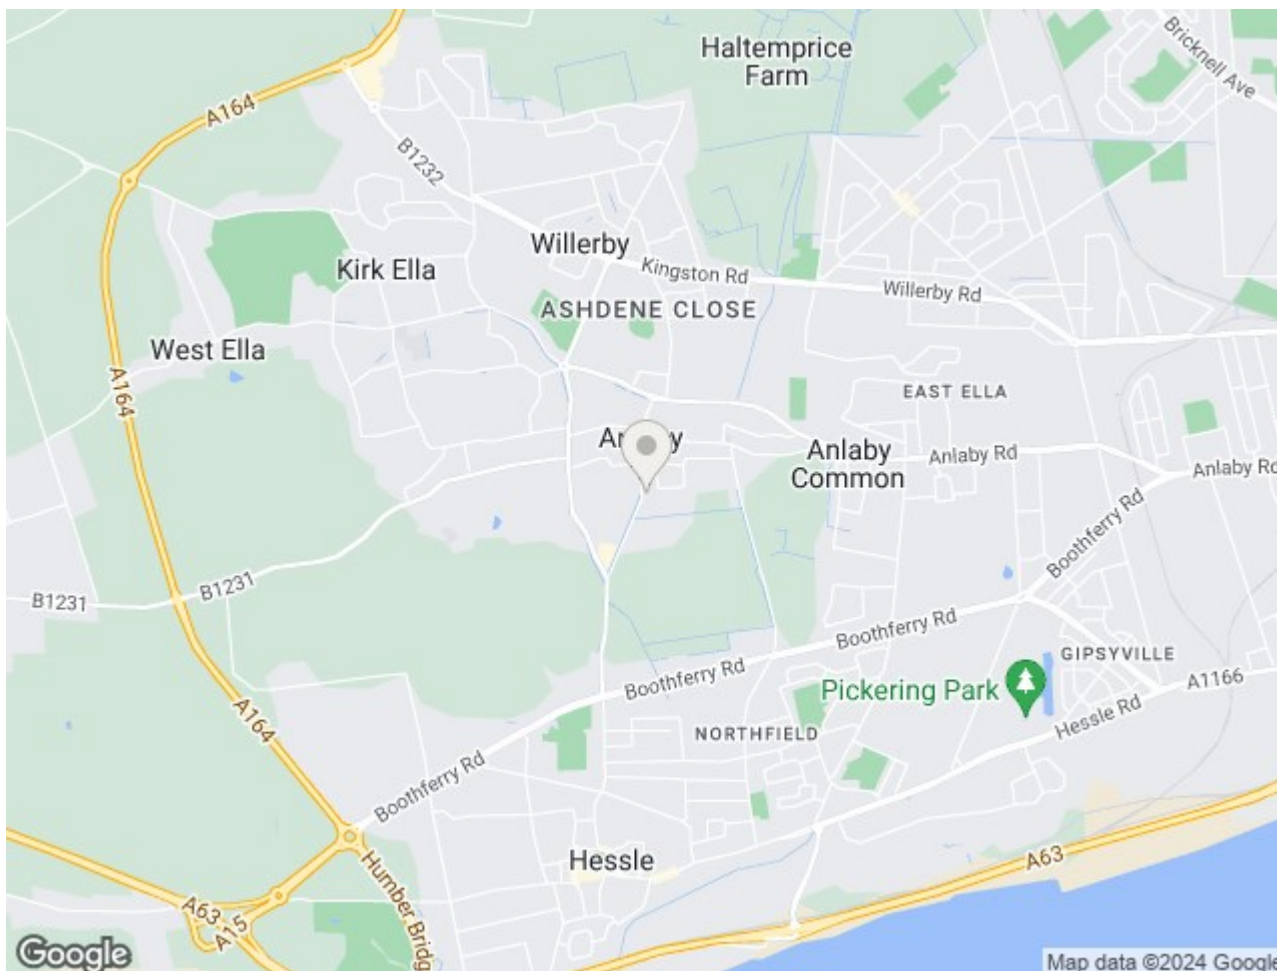 Haltemprice
Farm
Bricknell Ave
A164
B1232
Willerby
Kingston Rd
Kirk Ella
Willerby Rd
ASHDENE CLOSE
West Ella
A164
EAST ELLA
Anlaby
Common
Anlaby Rd
Anlaby Rd
Boothferry Rd
B1231
B1231
Boothferry Rd
Boothferry Rd
GIPSYVILLE
Pickering Park
A1166
Hessle Rd
A164
NORTHFIELD
Boothferry Rd
Hessle
A63
Humber
A63
A15
Google
Map data ©2024 Google